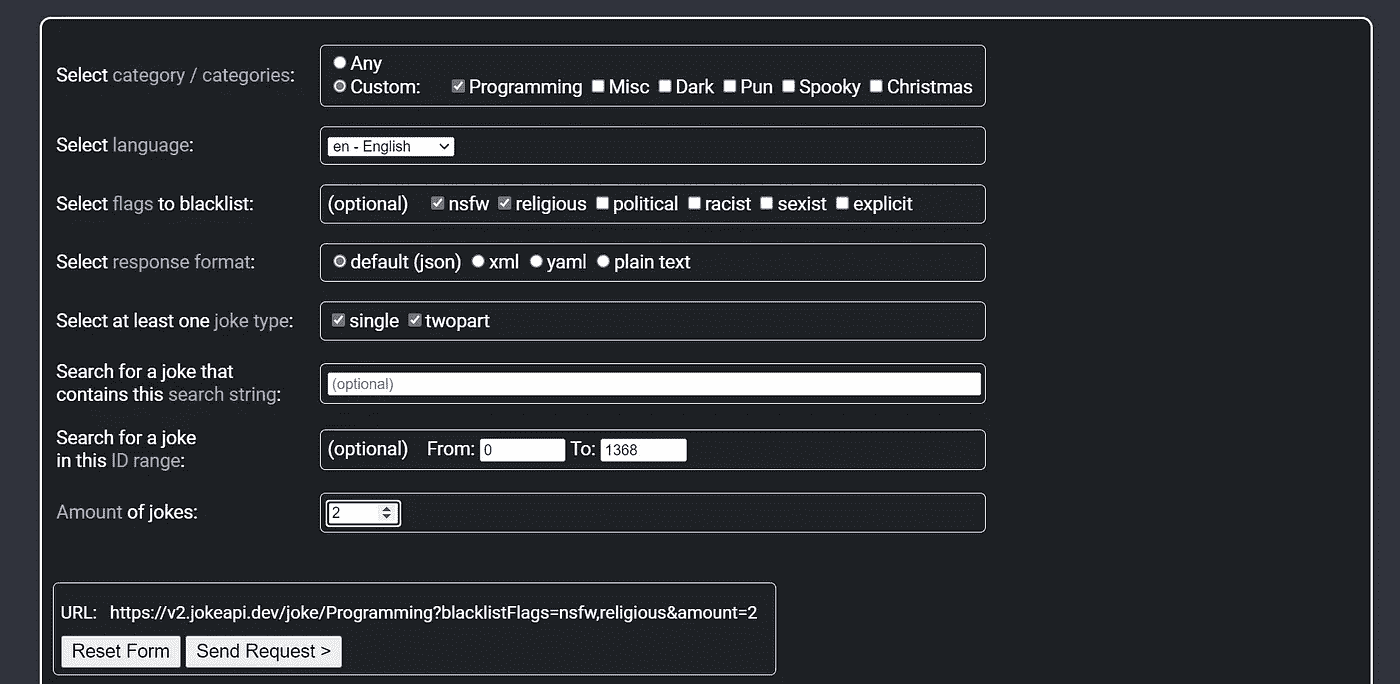 Select category / categories:
Any
Custom: Programming Misc Dark Pun Spooky Christmas
Select language:
en - English
Select flags to blacklist:
(optional) nsfw religious political racist sexist explicit
Select response format:
default (json) xml yaml plain text
Select at least one joke type:
single twopart
Search for a joke that
contains this search string:
(optional)
Search for a joke
in this ID range:
(optional) From: 0 To: 1368
Amount of jokes:
2
URL: https://v2.jokeapi.dev/joke/Programming?blacklistFlags=nsfw,religious&amount=2
Reset Form Send Request >